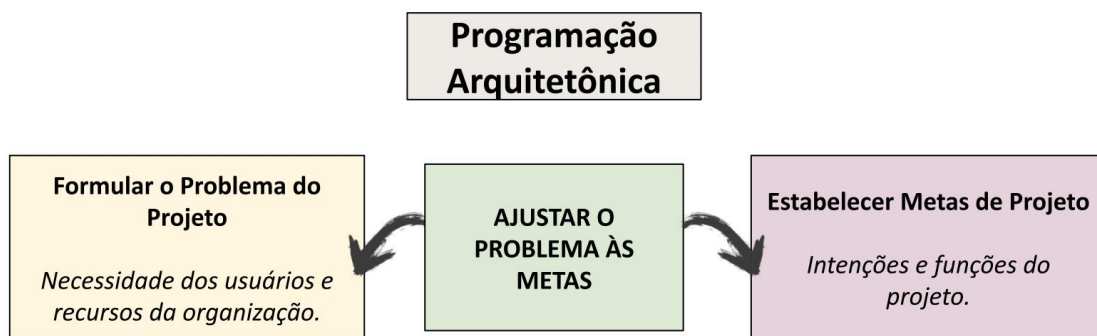 Programação
Arquitetônica
Formular o Problema do
Projeto
Necessidade dos usuários e
recursos da organização.
AJUSTAR O
PROBLEMA ÀS
METAS
Estabelecer Metas de Projeto
Intenções e funções do
projeto.